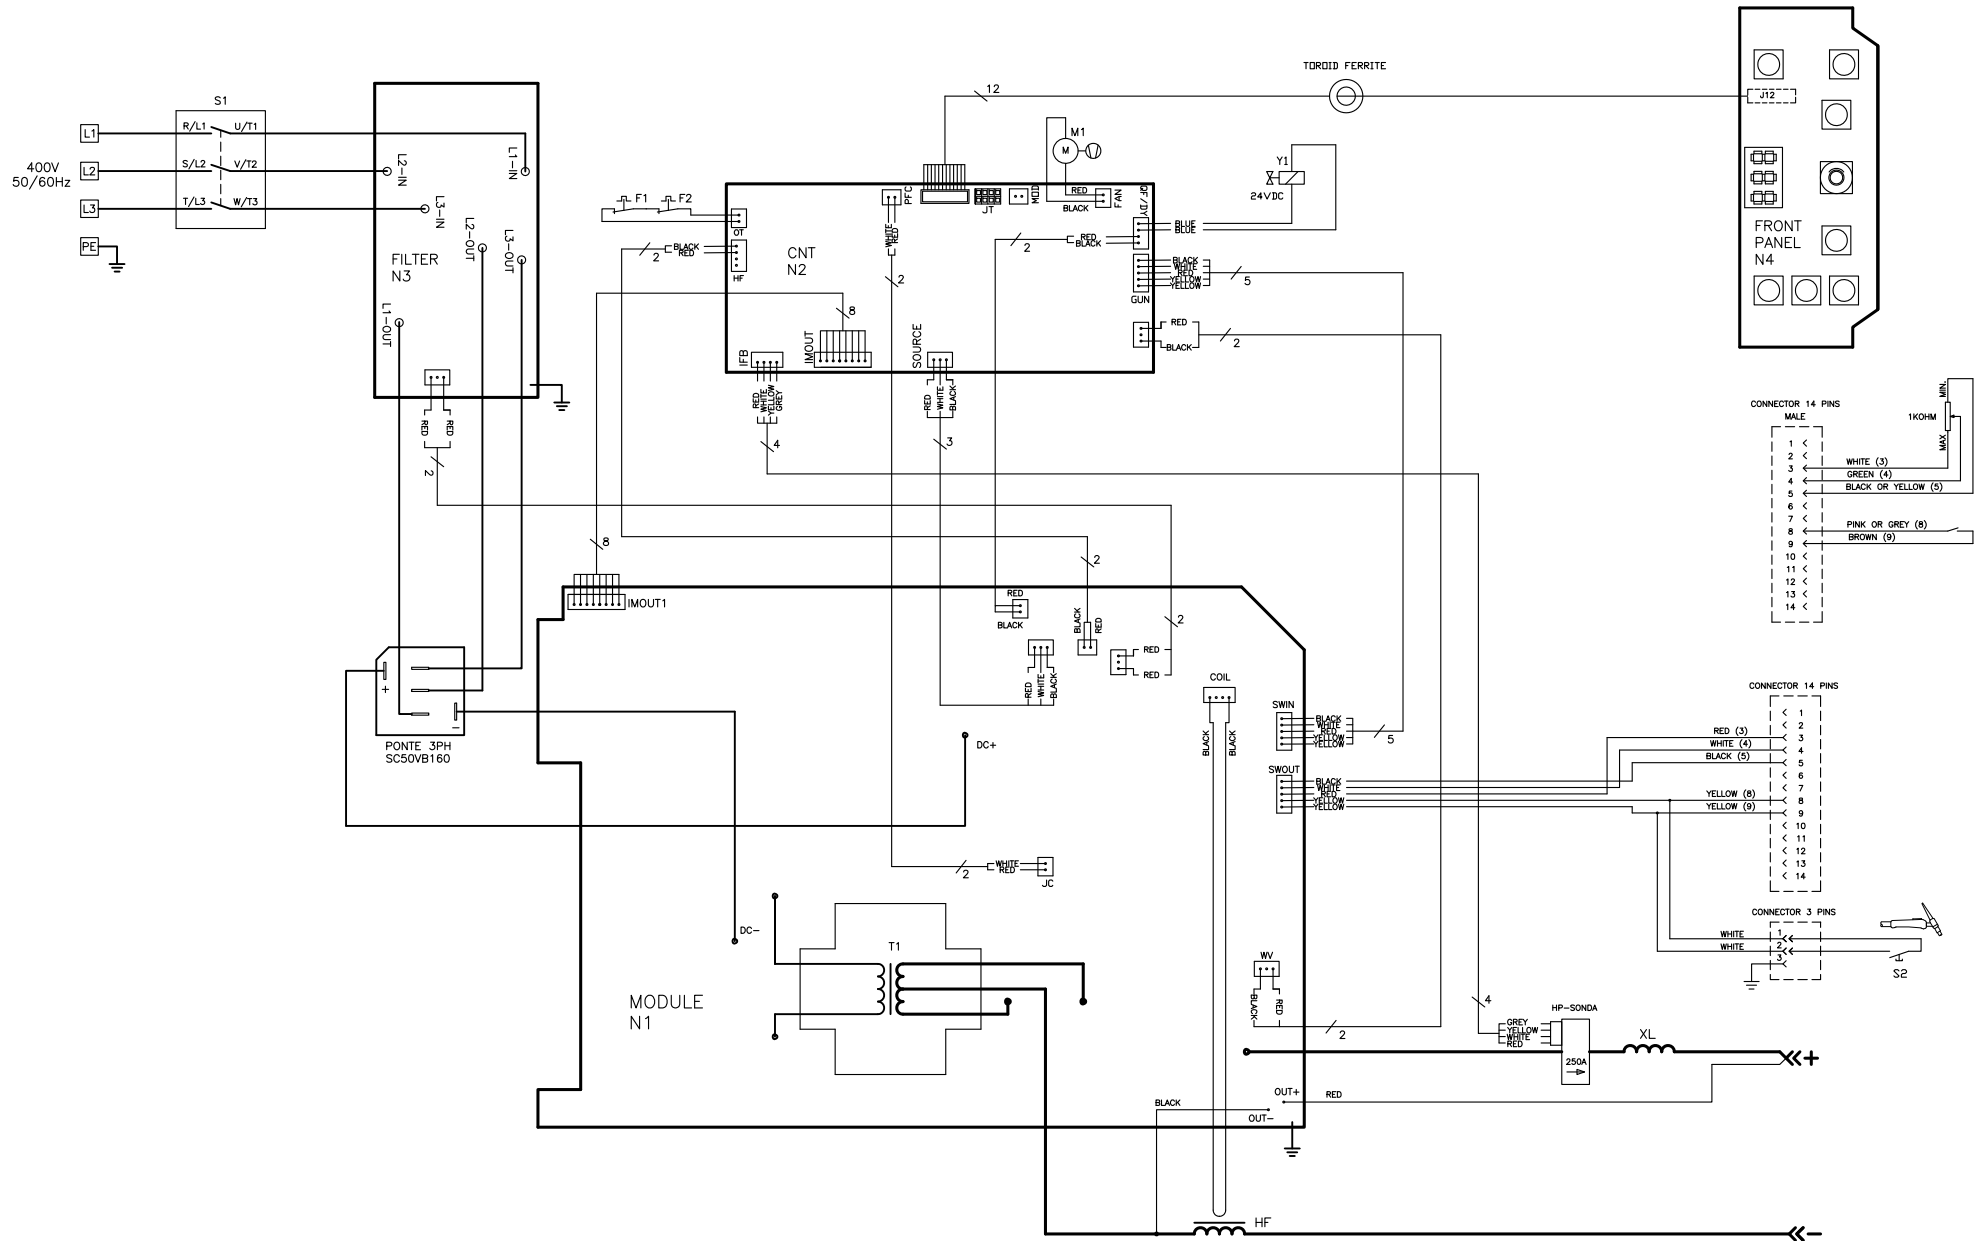 TOROID FERRITE
12
J12
S1
L1
R/L1
U/T1
400V
50/60Hz
L2
S/L2
V/T2
L3
T/L3
W/T3
PE
L2-IN
L1-IN
L3-IN
L2-OUT
L3-OUT
L1-OUT
FILTER
N3
RED
RED
2
F1
F2
OT
BLACK
RED
2
HF
CNT
N2
PFC
WHITE
RED
2
JT
MOD
M1
M
RED
BLACK
FAN
QF/DY
Y1
24VDC
BLUE
BLUE
RED
BLACK
2
BLACK
WHITE
RED
YELLOW
YELLOW
5
GUN
RED
BLACK
2
8
IFB
IMOUT
SOURCE
RED
WHITE
YELLOW
GREY
4
RED
WHITE
BLACK
3
FRONT
PANEL
N4
CONNECTOR 14 PINS
MALE
1
2
3
4
5
6
7
8
9
10
11
12
13
14
WHITE (3)
GREEN (4)
BLACK OR YELLOW (5)
PINK OR GREY (8)
BROWN (9)
1KOHM
MIN.
MAX
8
IMOUT1
RED
BLACK
2
BLACK
RED
2
RED
RED
RED
WHITE
BLACK
COIL
BLACK
BLACK
+
−
PONTE 3PH
SC50VB160
DC+
DC−
SWIN
BLACK
WHITE
RED
YELLOW
YELLOW
5
SWOUT
BLACK
WHITE
RED
YELLOW
YELLOW
CONNECTOR 14 PINS
RED (3)
WHITE (4)
BLACK (5)
YELLOW (8)
YELLOW (9)
1
2
3
4
5
6
7
8
9
10
11
12
13
14
2
WHITE
RED
JC
CONNECTOR 3 PINS
WHITE
WHITE
1
2
3
S2
T1
MODULE
N1
WV
BLACK
RED
2
4
GREY
YELLOW
WHITE
RED
HP-SONDA
250A
XL
+
OUT+
RED
BLACK
OUT−
HF
−